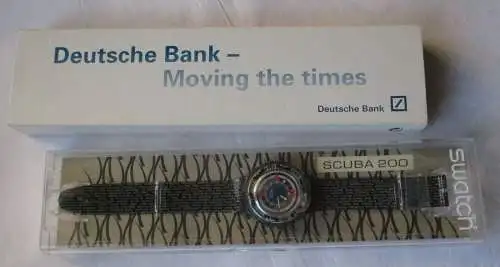 Deutsche Bank –
Moving the times
Deutsche Bank
SCUBA 200
swatch